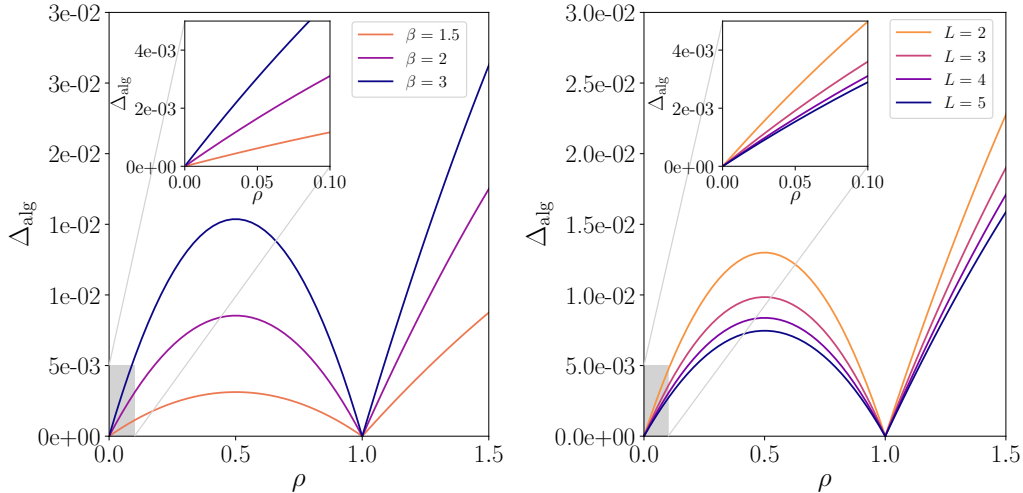 3e-02
3e-02
2e-02
1e-02
1e-02
5e-03
0e+00
0.0
0.5
1.0
1.5
ρ
Δalg
4e-03
2e-03
0e+00
0.00
0.05
0.10
ρ
Δalg
β = 1.5
β = 2
β = 3
3.0e-02
2.5e-02
2.0e-02
1.5e-02
1.0e-02
5.0e-03
0.0e+00
0.0
0.5
1.0
1.5
ρ
Δalg
4e-03
2e-03
0e+00
0.00
0.05
0.10
ρ
Δalg
L = 2
L = 3
L = 4
L = 5